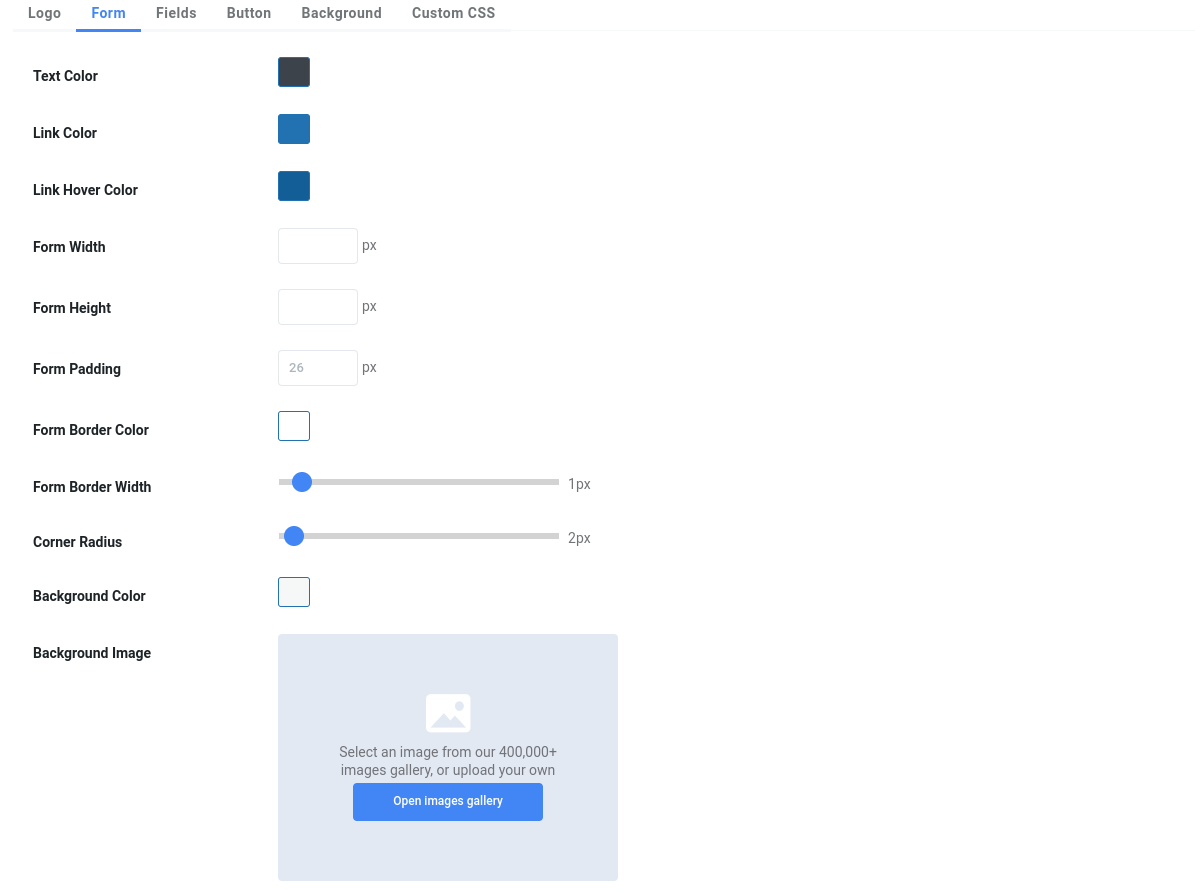 Logo Form Fields Button Background Custom CSS
Text Color
Link Color
Link Hover Color
Form Width px
Form Height px
Form Padding 26 px
Form Border Color
Form Border Width 1px
Corner Radius 2px
Background Color
Background Image
Select an image from our 400,000+
images gallery, or upload your own
Open images gallery